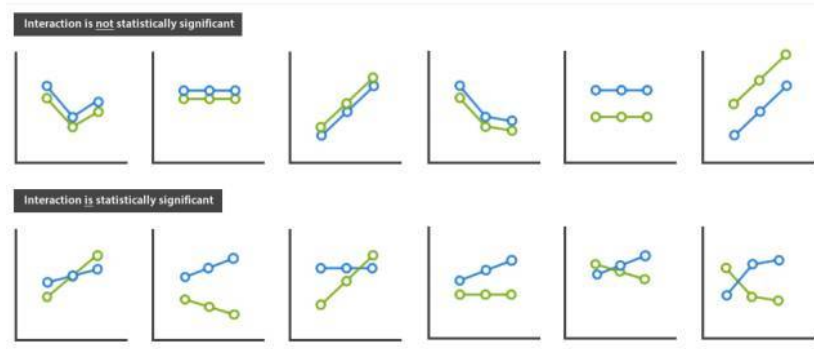 Interaction is not statistically significant
Interaction is statistically significant